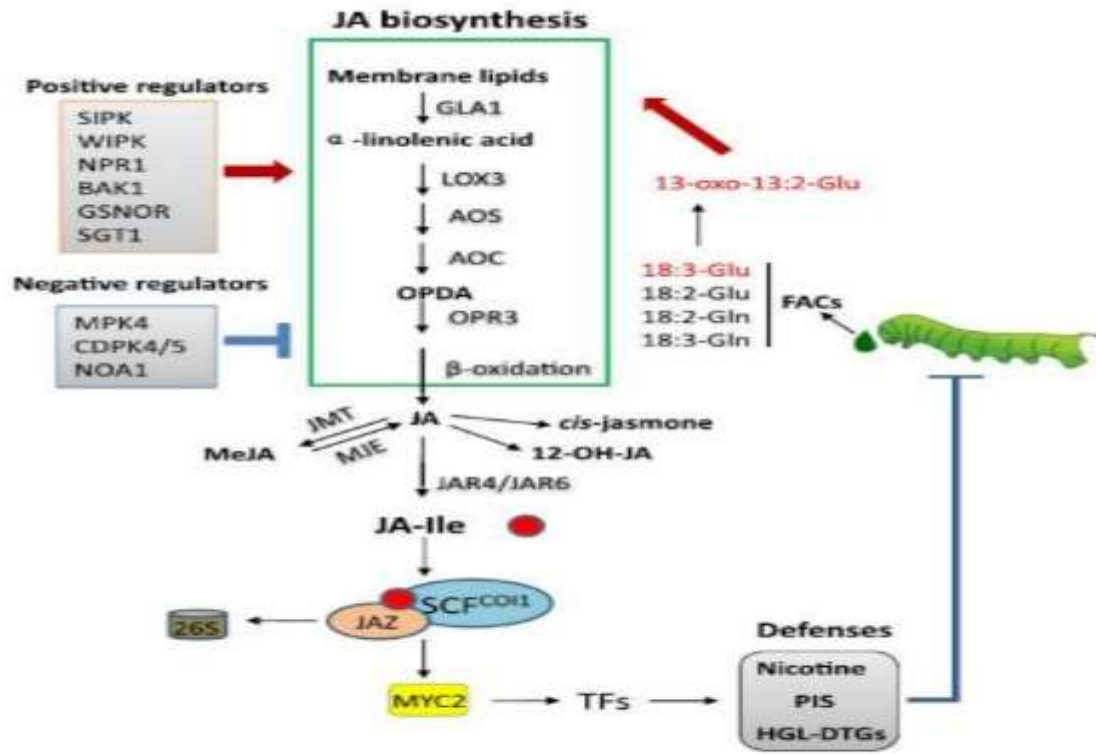 JA biosynthesis
Positive regulators
SIPK
WIPK
NPR1
BAK1
GSNOR
SGT1
Negative regulators
MPK4
CDPK4/5
NOA1
Membrane lipids
GLA1
α -linolenic acid
LOX3
AOS
AOC
OPDA
OPR3
β-oxidation
13-oxo-13:2-Glu
18:3-Glu
18:2-Glu
18:2-Gln
18:3-Gln
FACs
JA
JMT
MJE
MeJA
cis-jasmone
12-OH-JA
JAR4/JAR6
JA-Ile
SCFCOI1
JAZ
26S
MYC2
TFs
Defenses
Nicotine
PIS
HGL-DTGs